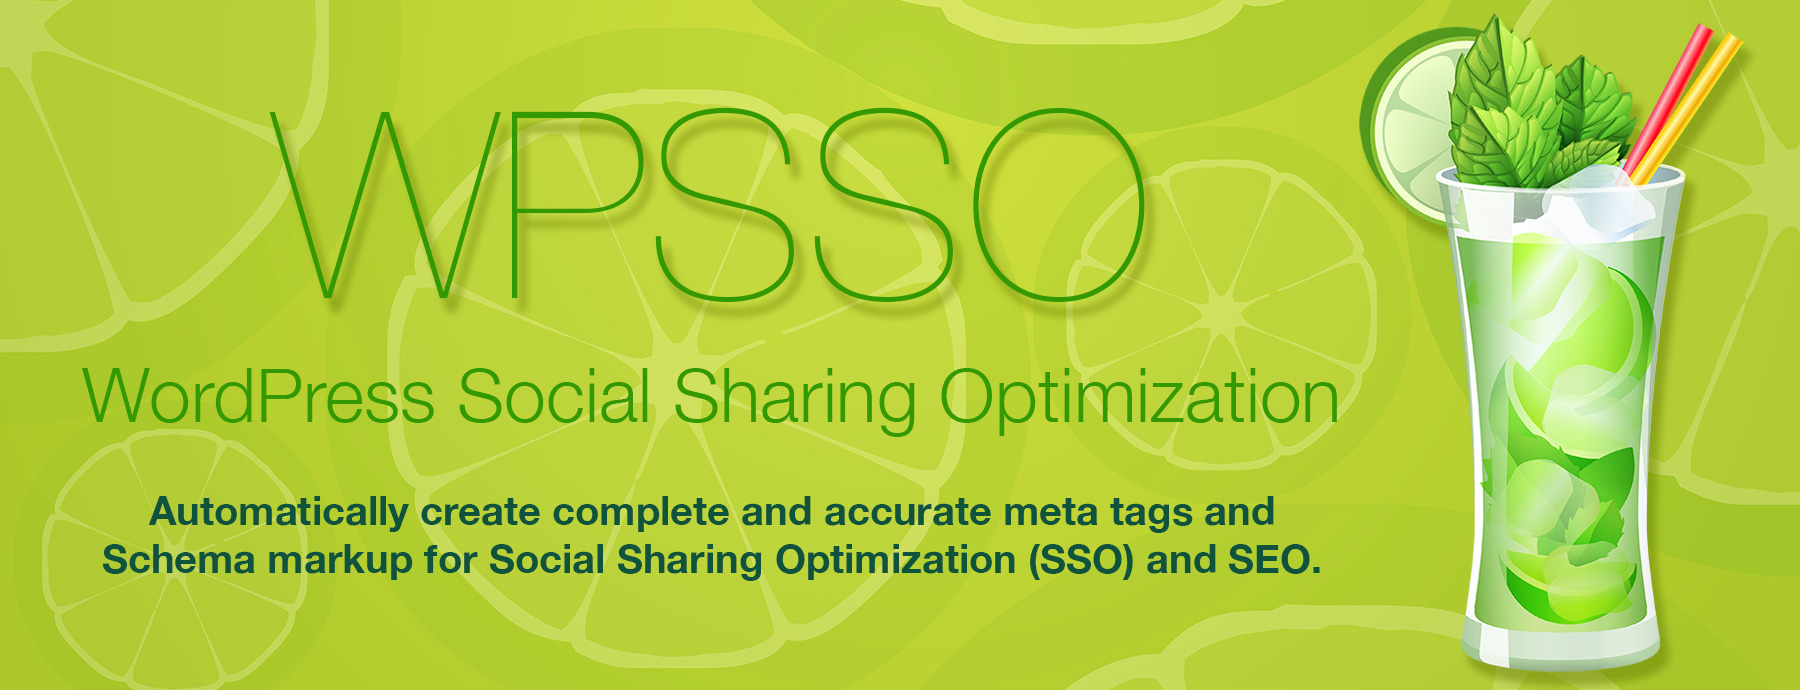 WPSSO
WordPress Social Sharing Optimization
Automatically create complete and accurate meta tags and
Schema markup for Social Sharing Optimization (SSO) and SEO.